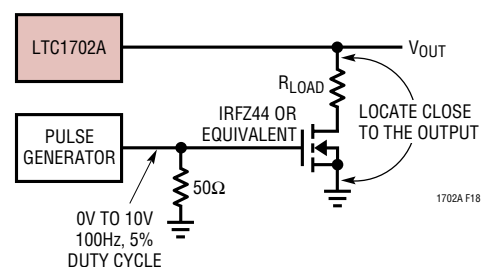 LTC1702A
VOUT
RLOAD
IRFZ44 OR
EQUIVALENT
LOCATE CLOSE
TO THE OUTPUT
PULSE
GENERATOR
50Ω
0V TO 10V
100Hz, 5%
DUTY CYCLE
1702A F18